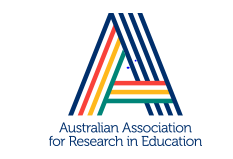 Australian Association
for Research in Education